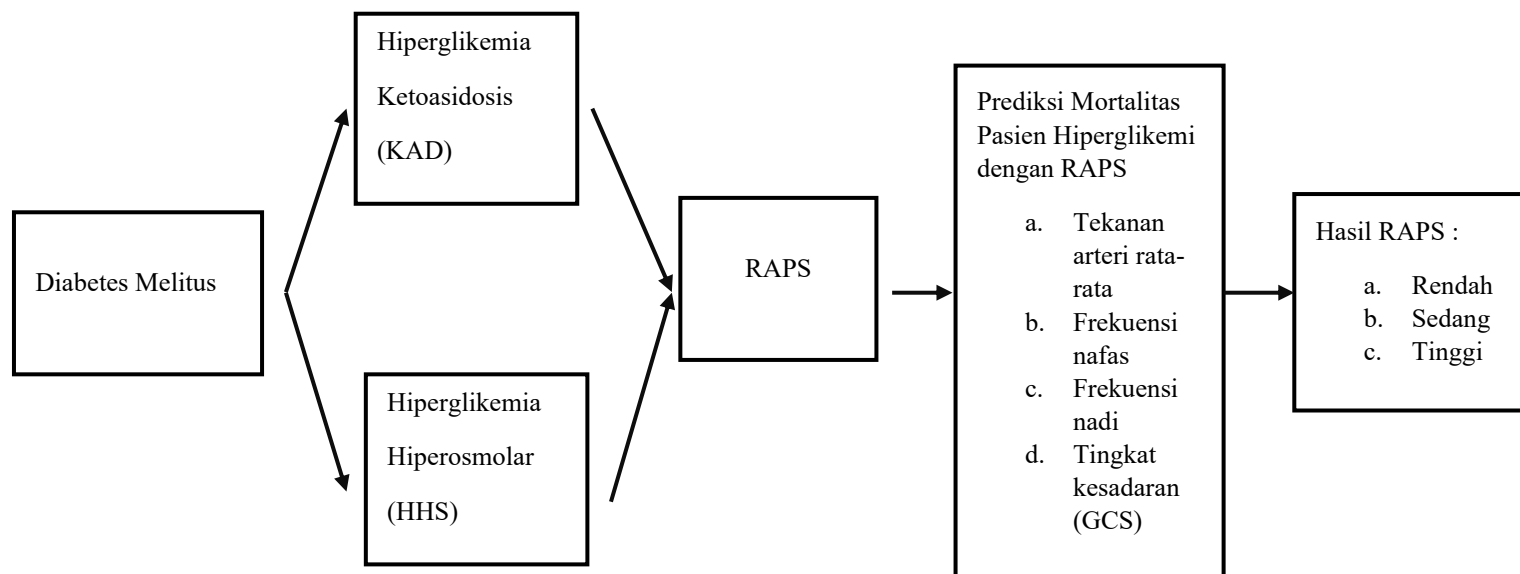 Diabetes Melitus
Hiperglikemia
Ketoasidosis
(KAD)
Hiperglikemia
Hiperosmolar
(HHS)
RAPS
Prediksi Mortalitas
Pasien Hiperglikemi
dengan RAPS
a. Tekanan
arteri rata-
rata
b. Frekuensi
nafas
c. Frekuensi
nadi
d. Tingkat
kesadaran
(GCS)
Hasil RAPS :
a. Rendah
b. Sedang
c. Tinggi